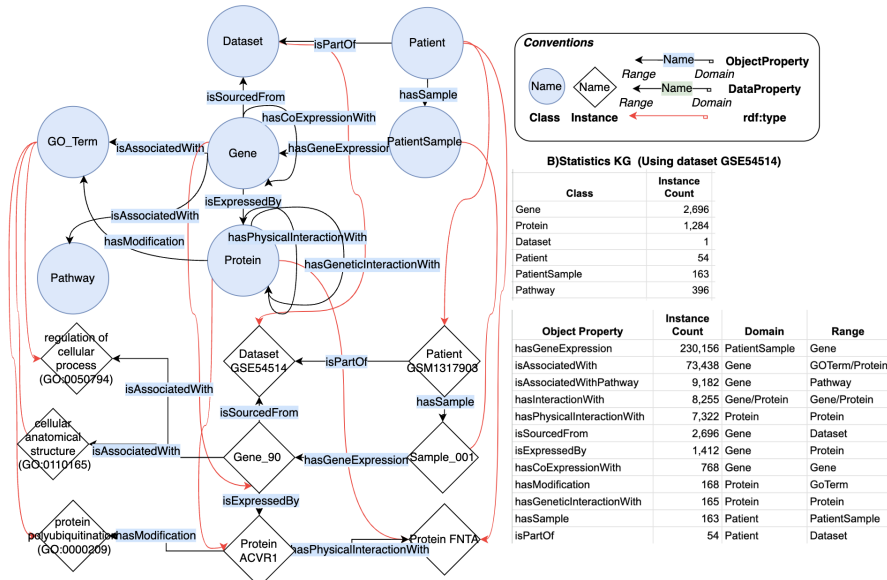 Dataset
isPartOf
Patient
hasSample
isSourcedFrom
hasCoExpressionWith
GO_Term
isAssociatedWith
Gene
hasGeneExpression
PatientSample
isExpressedBy
isAssociatedWith
hasModification
hasPhysicalInteractionWith
Protein
hasGeneticInteractionWith
Pathway
regulation of
cellular
process
(GO:0050794)
Dataset
GSE54514
isPartOf
Patient
GSM1317903
isAssociatedWith
hasSample
isSourcedFrom
cellular
anatomical
structure
(GO:0110165)
isAssociatedWith
Gene_90
hasGeneExpression
Sample_001
isExpressedBy
protein
polyubiquitination
(GO:0000209)
hasModification
Protein
ACVR1
hasPhysicalInteractionWith
Protein FNTA
Conventions
Name
Name
Name
ObjectProperty
Range Domain
Name
DataProperty
Range Domain
Class Instance
rdf:type
B)Statistics KG (Using dataset GSE54514)
Class Instance Count
Gene 2,696
Protein 1,284
Dataset 1
Patient 54
PatientSample 163
Pathway 396
Object Property Instance Count Domain Range
hasGeneExpression 230,156 PatientSample Gene
isAssociatedWith 73,438 Gene GOTerm/Protein
isAssociatedWithPathway 9,182 Gene Pathway
hasInteractionWith 8,255 Gene/Protein Gene/Protein
hasPhysicalInteractionWith 7,322 Protein Protein
isSourcedFrom 2,696 Gene Dataset
isExpressedBy 1,412 Gene Protein
hasCoExpressionWith 768 Gene Gene
hasModification 168 Protein GoTerm
hasGeneticInteractionWith 165 Protein Protein
hasSample 163 Patient PatientSample
isPartOf 54 Patient Dataset